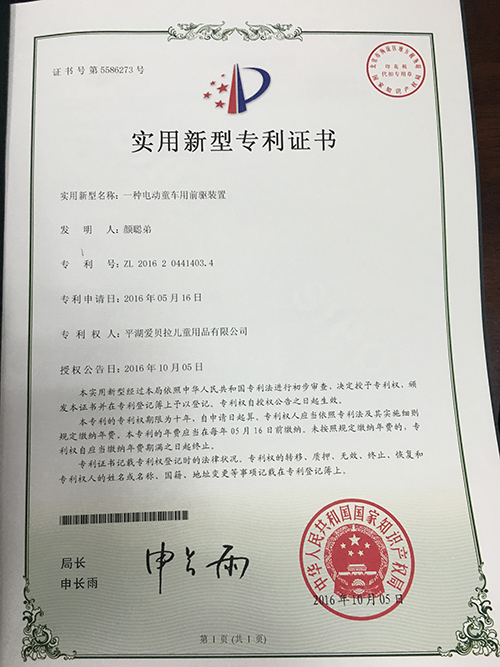 证书号第5586273号
印花税
代扣专用章
实用新型专利证书
实用新型名称：一种电动童车用前驱装置
发明人：颜聪弟
专利号：ZL 2016 2 0441403.4
专利申请日：2016年05月16日
专利权人：平湖爱贝拉儿童用品有限公司
授权公告日：2016年10月05日
本实用新型经过本局依照中华人民共和国专利法进行初步审查，决定授予专利权，颁
发本证书并在专利登记簿上予以登记。专利权自授权公告之日起生效。
本专利的专利权期限为十年，自申请日起算。专利权人应当依照专利法及其实施细则
规定缴纳年费。本专利的年费应当在每年05月16日前缴纳。未按照规定缴纳年费的，专
利权自应当缴纳年费期满之日起终止。
专利证书记载专利权登记时的法律状况。专利权的转移、质押、无效、终止、恢复和
专利权人的姓名或名称、国籍、地址变更等事项记载在专利登记簿上。
局长
申长雨
申长雨
中华人民共和国国家知识产权局
2016年10月05日
第1页(共1页)